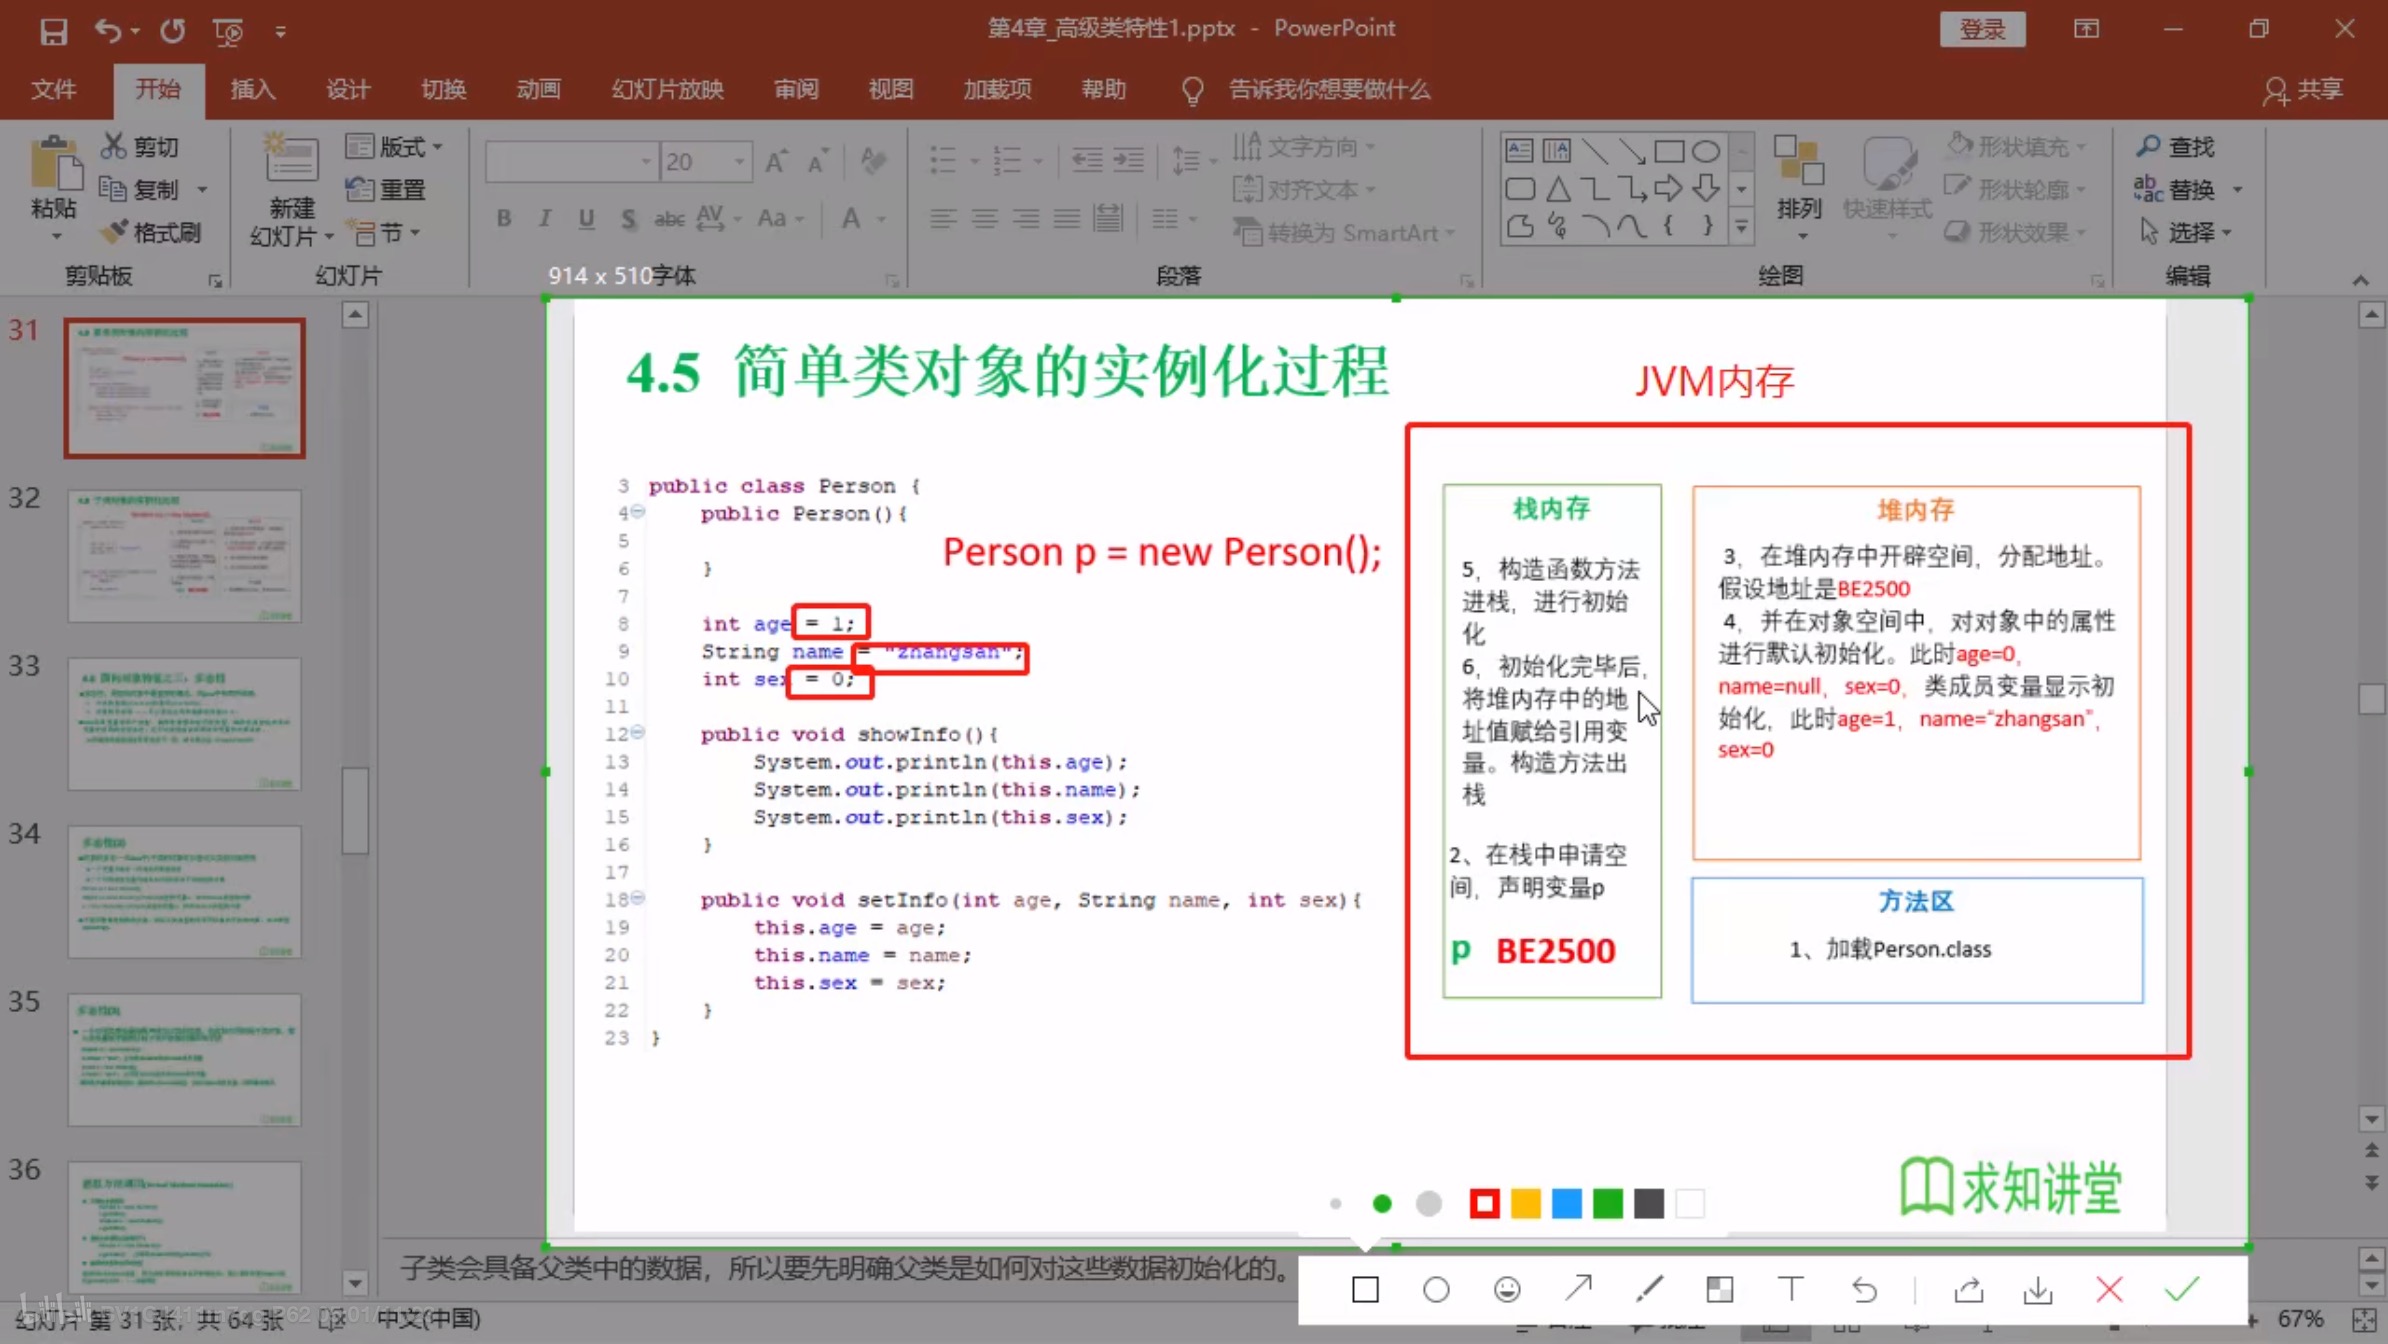 第4章_高级类特性1.pptx - PowerPoint
登录
文件 开始 插入 设计 切换 动画 幻灯片放映 审阅 视图 加载项 帮助 告诉我你想要做什么 共享
粘贴 剪切 复制 格式刷
剪贴板
新建
幻灯片
版式 重置 节
幻灯片
20
字体
914 x 510
文字方向
对齐文本
转换为 SmartArt
段落
排列 快速样式
形状填充
形状轮廓
形状效果
绘图
查找
替换
选择
编辑
31
32
33
34
35
36
4.5 简单类对象的实例化过程
JVM内存
Person p = new Person();
3 public class Person {
4 public Person(){
5
6 }
7
8 int age = 1;
9 String name = "zhangsan";
10 int sex = 0;
11
12 public void showInfo(){
13 System.out.println(this.age);
14 System.out.println(this.name);
15 System.out.println(this.sex);
16 }
17
18 public void setInfo(int age, String name, int sex){
19 this.age = age;
20 this.name = name;
21 this.sex = sex;
22 }
23 }
栈内存
5，构造函数方法
进栈，进行初始
化
6，初始化完毕后，
将堆内存中的地
址值赋给引用变
量。构造方法出
栈
2、在栈中申请空
间，声明变量p
p BE2500
堆内存
3，在堆内存中开辟空间，分配地址。
假设地址是BE2500
4，并在对象空间中，对对象中的属性
进行默认初始化。此时age=0，
name=null，sex=0，类成员变量显示初
始化，此时age=1，name="zhangsan"，
sex=0
方法区
1、加载Person.class
求知讲堂
子类会具备父类中的数据，所以要先明确父类是如何对这些数据初始化的。
幻灯片 第 31 张，共 64 张 中文(中国)
67%